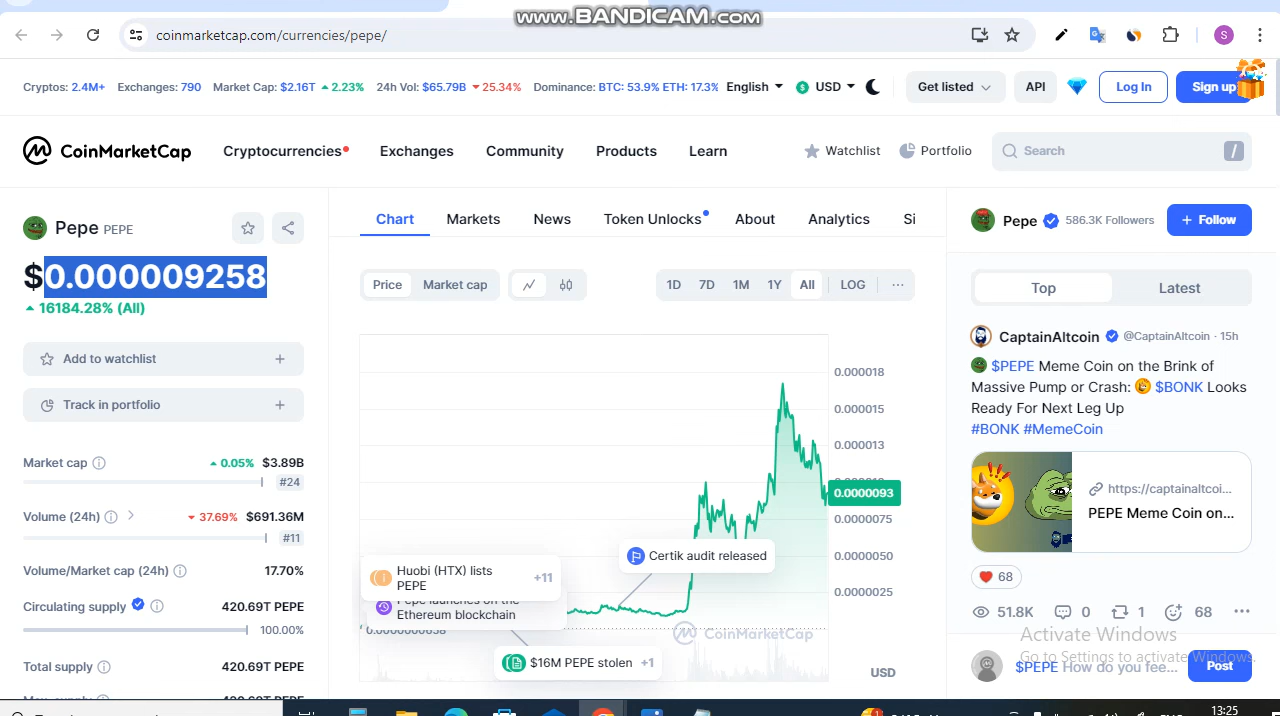 www.BANDICAM.com
coinmarketcap.com/currencies/pepe/
S
Cryptos: 2.4M+ Exchanges: 790 Market Cap: $2.16T 2.23% 24h Vol: $65.79B 25.34% Dominance: BTC: 53.9% ETH: 17.3% English USD Get listed API Log In Sign up
CoinMarketCap Cryptocurrencies Exchanges Community Products Learn Watchlist Portfolio Search /
Pepe PEPE
$0.000009258
16184.28% (All)
Add to watchlist +
Track in portfolio +
Market cap 0.05% $3.89B
#24
Volume (24h) 37.69% $691.36M
#11
Volume/Market cap (24h) 17.70%
Circulating supply 420.69T PEPE
100.00%
Total supply 420.69T PEPE
Chart Markets News Token Unlocks About Analytics Si
Price Market cap 1D 7D 1M 1Y All LOG ...
0.000018
0.000015
0.000013
0.0000093
0.0000075
0.0000050
0.0000025
Certik audit released
Huobi (HTX) lists
PEPE
+11
Pepe launches on the
Ethereum blockchain
0.0000000638
CoinMarketCap
$16M PEPE stolen +1
USD
Pepe 586.3K Followers + Follow
Top Latest
CaptainAltcoin @CaptainAltcoin · 15h
$PEPE Meme Coin on the Brink of
Massive Pump or Crash: $BONK Looks
Ready For Next Leg Up
#BONK #MemeCoin
https://captainaltcoi...
PEPE Meme Coin on...
68
51.8K 0 1 68 ...
Activate Windows
Go to Settings to activate Windows.
$PEPE How do you fee... Post
13:25